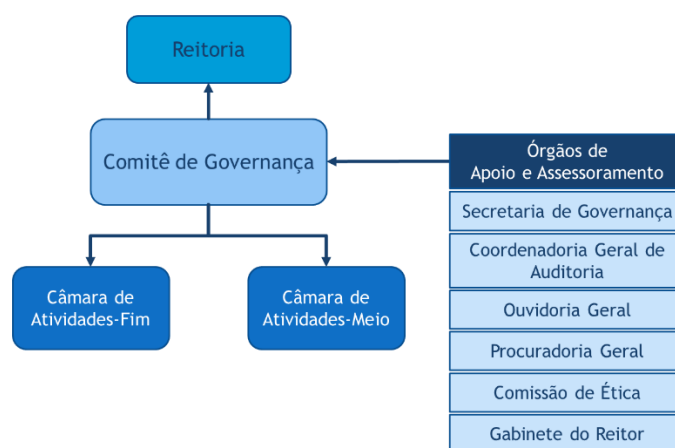 Reitoria
Comitê de Governança
Órgãos de
Apoio e Assessoramento
Secretaria de Governança
Coordenadoria Geral de
Auditoria
Câmara de
Atividades-Fim
Câmara de
Atividades-Meio
Ouvidoria Geral
Procuradoria Geral
Comissão de Ética
Gabinete do Reitor